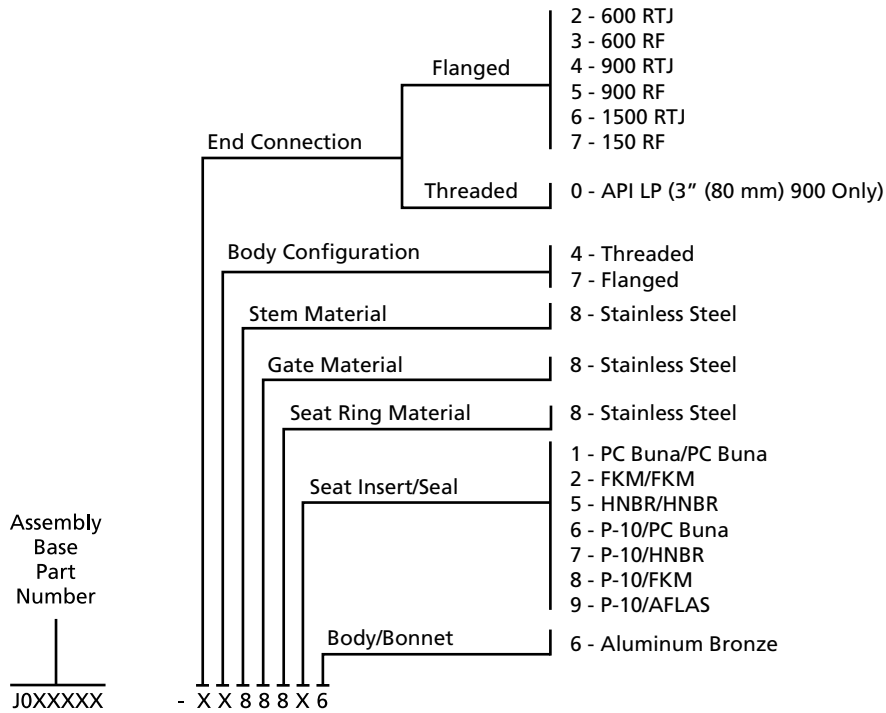 2 - 600 RTJ
3 - 600 RF
4 - 900 RTJ
Flanged
5 - 900 RF
6 - 1500 RTJ
7 - 150 RF
End Connection
Threaded
0 - API LP (3” (80 mm) 900 Only)
Body Configuration
4 - Threaded
7 - Flanged
Stem Material
8 - Stainless Steel
Gate Material
8 - Stainless Steel
Seat Ring Material
8 - Stainless Steel
1 - PC Buna/PC Buna
2 - FKM/FKM
Seat Insert/Seal
5 - HNBR/HNBR
6 - P-10/PC Buna
7 - P-10/HNBR
8 - P-10/FKM
9 - P-10/AFLAS
Assembly
Base
Part
Number
Body/Bonnet
6 - Aluminum Bronze
J0XXXXX - X X 8 8 8 X 6